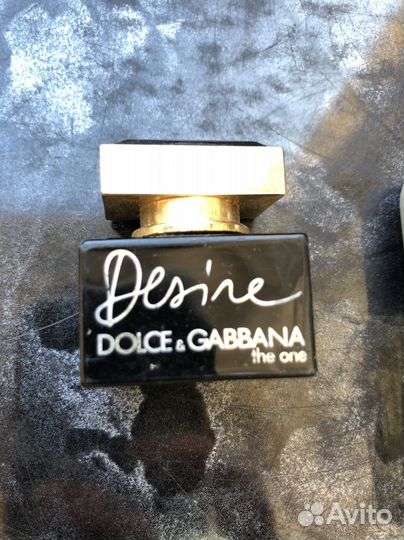 Desire
DOLCE & GABBANA
the one
Avito